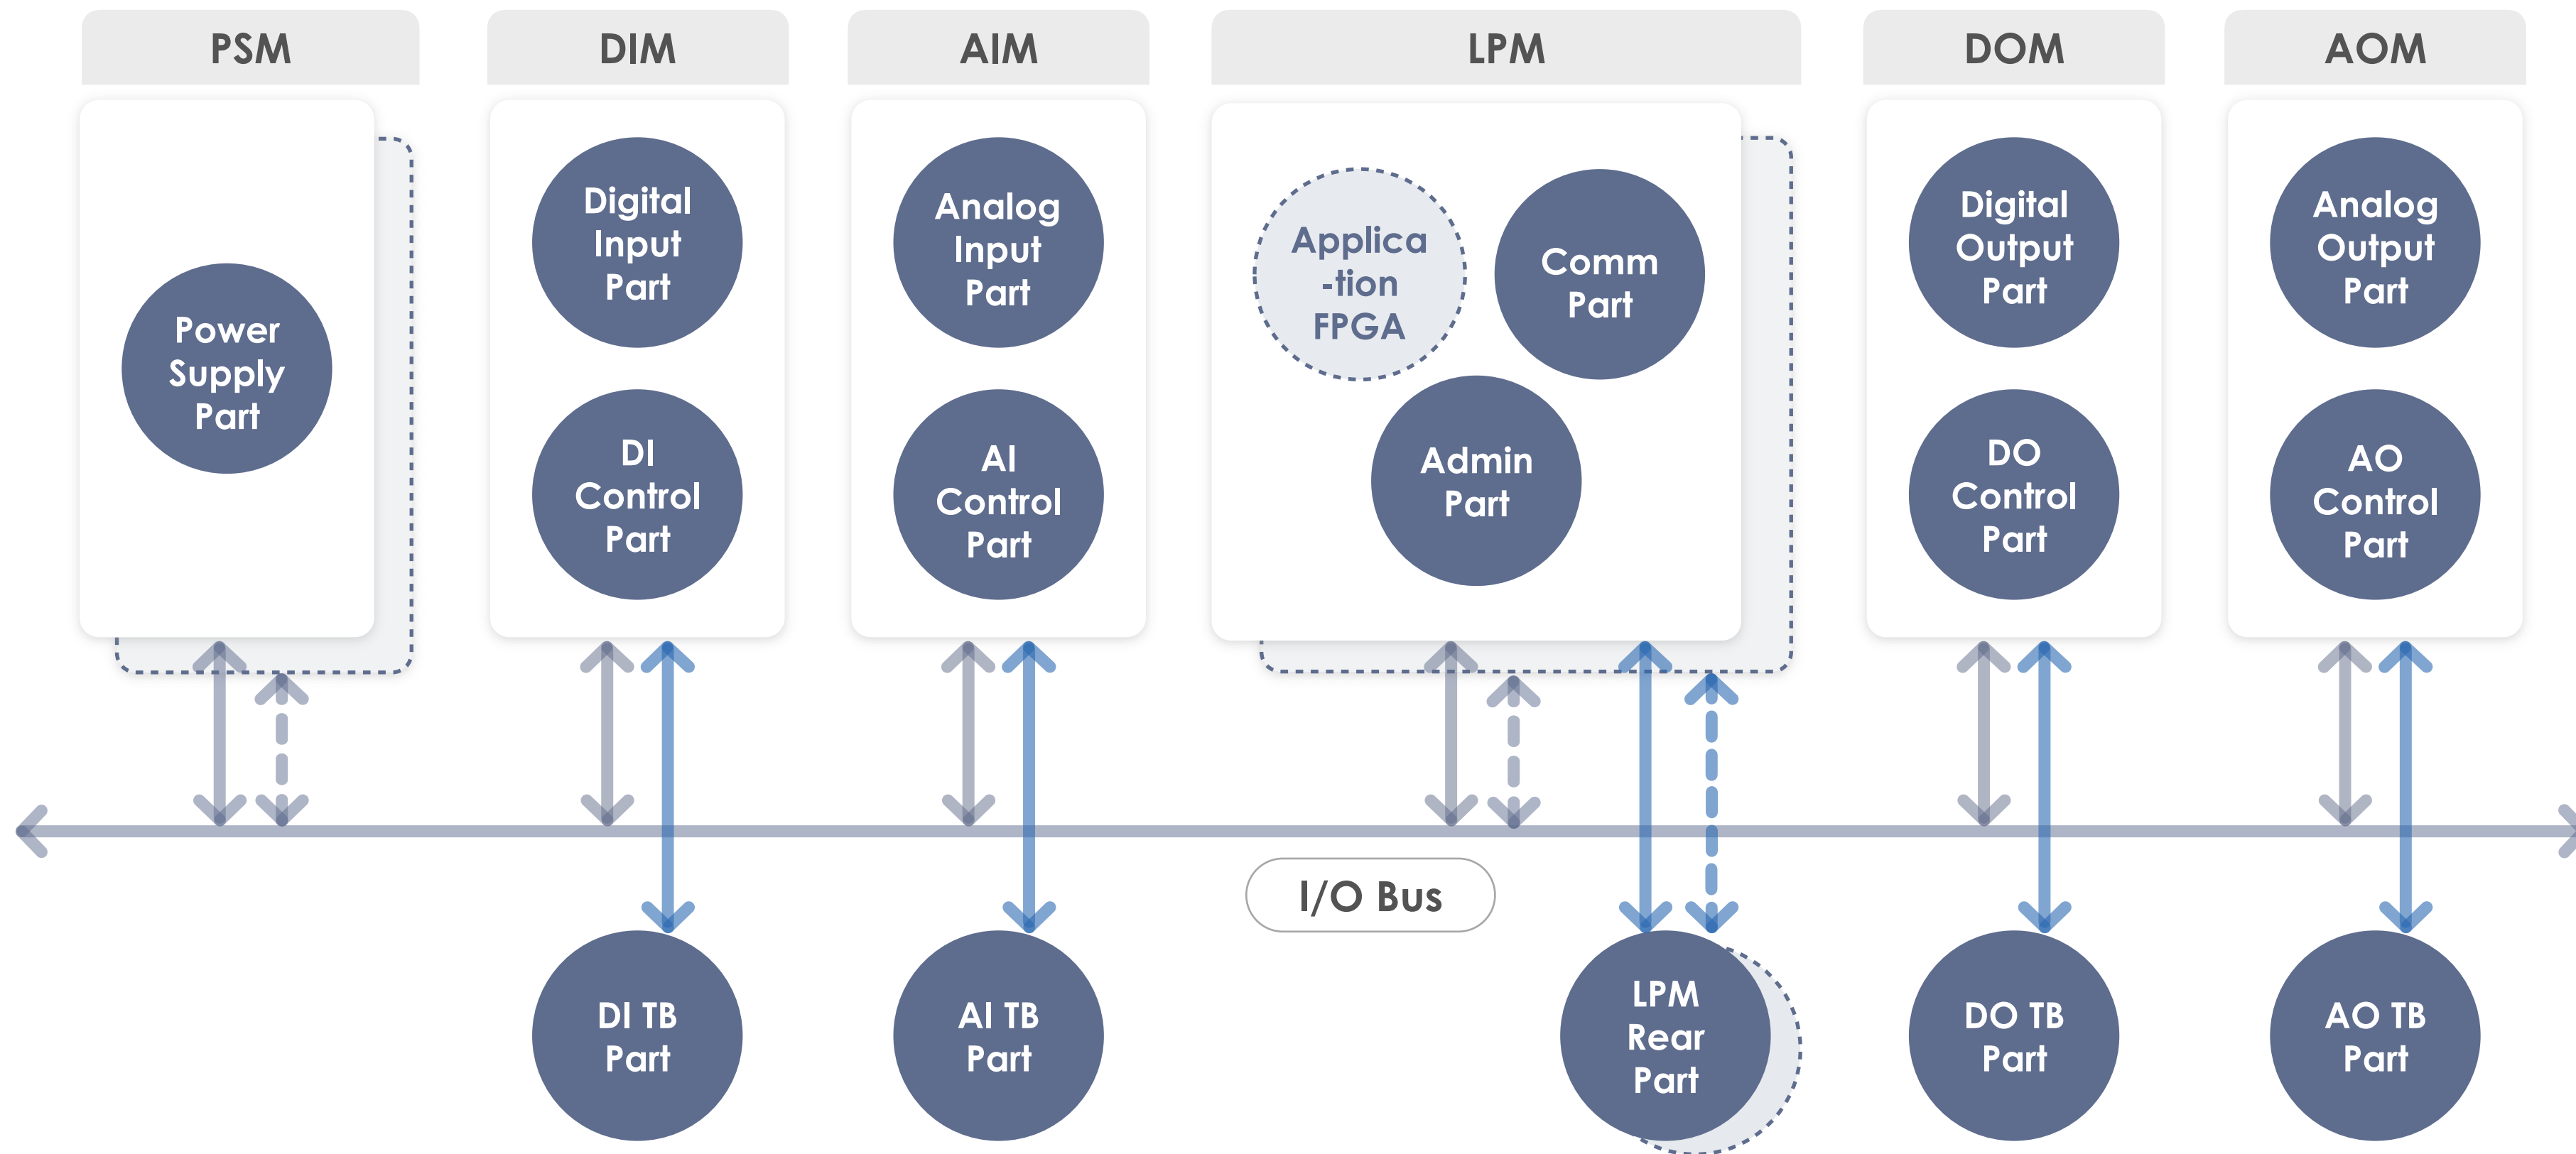 PSM
DIM
AIM
LPM
DOM
AOM
Power
Supply
Part
Digital
Input
Part
DI
Control
Part
Analog
Input
Part
AI
Control
Part
Applica
-tion
FPGA
Comm
Part
Admin
Part
Digital
Output
Part
DO
Control
Part
Analog
Output
Part
AO
Control
Part
I/O Bus
DI TB
Part
AI TB
Part
LPM
Rear
Part
DO TB
Part
AO TB
Part